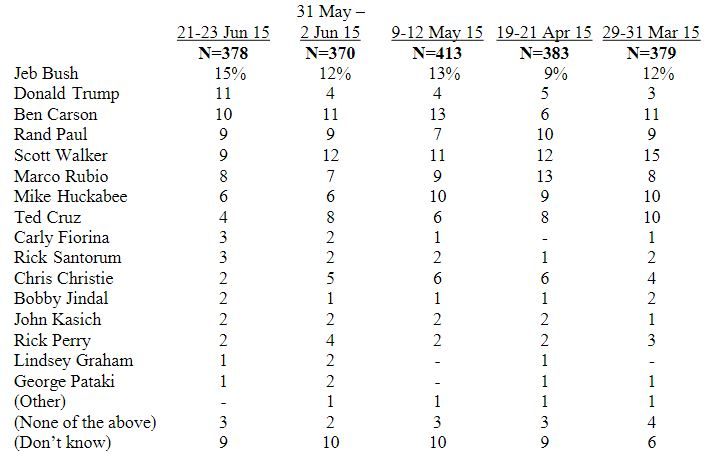 31 May –
21-23 Jun 15 2 Jun 15 9-12 May 15 19-21 Apr 15 29-31 Mar 15
N=378 N=370 N=413 N=383 N=379
Jeb Bush 15% 12% 13% 9% 12%
Donald Trump 11 4 4 5 3
Ben Carson 10 11 13 6 11
Rand Paul 9 9 7 10 9
Scott Walker 9 12 11 12 15
Marco Rubio 8 7 9 13 8
Mike Huckabee 6 6 10 9 10
Ted Cruz 4 8 6 8 10
Carly Fiorina 3 2 1 - 1
Rick Santorum 3 2 2 1 2
Chris Christie 2 5 6 6 4
Bobby Jindal 2 1 1 1 2
John Kasich 2 2 2 2 1
Rick Perry 2 4 2 2 3
Lindsey Graham 1 2 - 1 -
George Pataki 1 2 - 1 1
(Other) - 1 1 1 1
(None of the above) 3 2 3 3 4
(Don’t know) 9 10 10 9 6